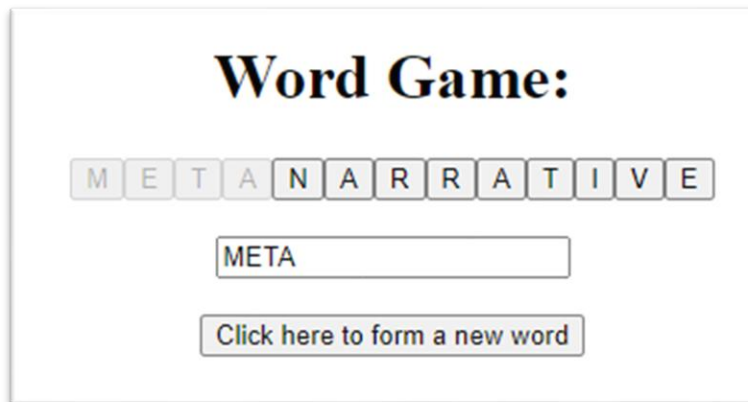 Word Game:
M E T A N A R R A T I V E
META
Click here to form a new word